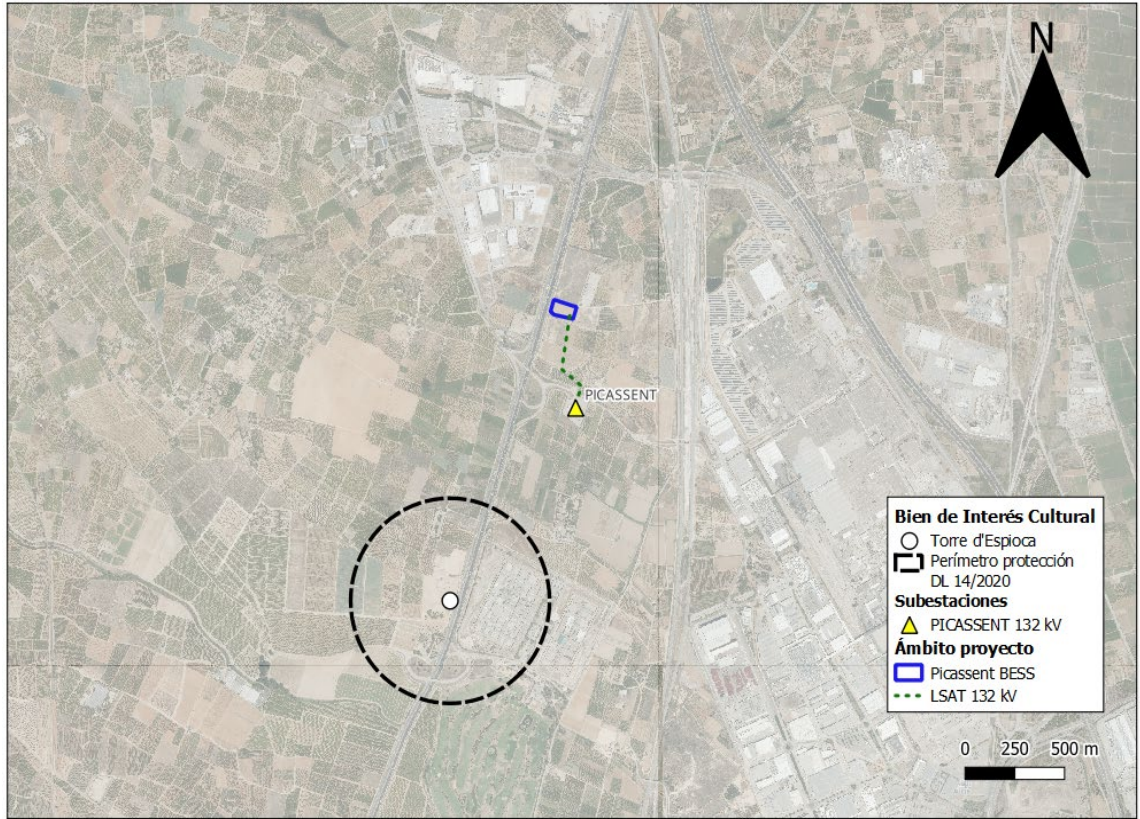 N
PICASSENT
Bien de Interés Cultural
Torre d'Espioca
Perímetro protección
DL 14/2020
Subestaciones
PICASSENT 132 kV
Ámbito proyecto
Picassent BESS
LSAT 132 kV
0 250 500 m